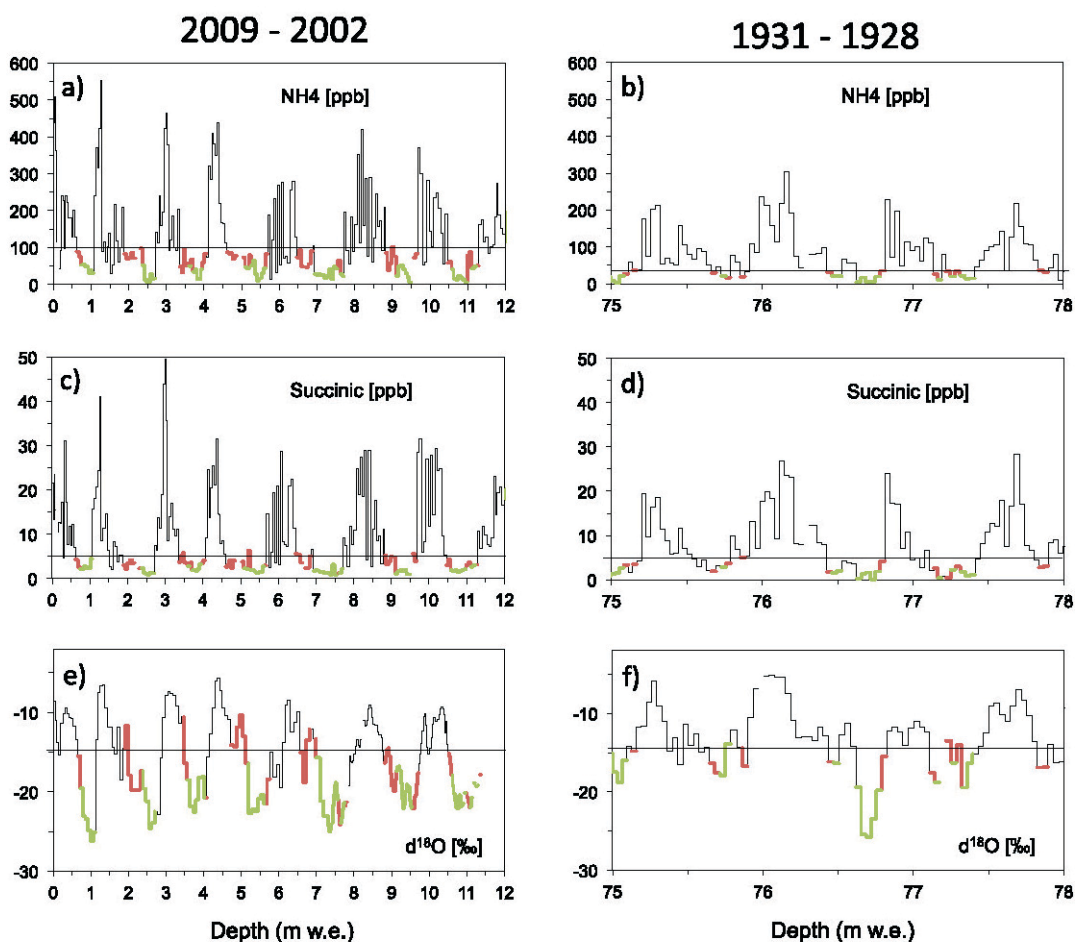 2009 - 2002
1931 - 1928
a)
NH4 [ppb]
600
500
400
300
200
100
0
0 1 2 3 4 5 6 7 8 9 10 11 12
b)
NH4 [ppb]
600
500
400
300
200
100
0
75 76 77 78
c)
Succinic [ppb]
50
40
30
20
10
0
0 1 2 3 4 5 6 7 8 9 10 11 12
d)
Succinic [ppb]
50
40
30
20
10
0
75 76 77 78
e)
-10
-20
-30
d¹⁸O [‰]
0 1 2 3 4 5 6 7 8 9 10 11 12
Depth (m w.e.)
f)
-10
-20
-30
d¹⁸O [‰]
75 76 77 78
Depth (m w.e.)